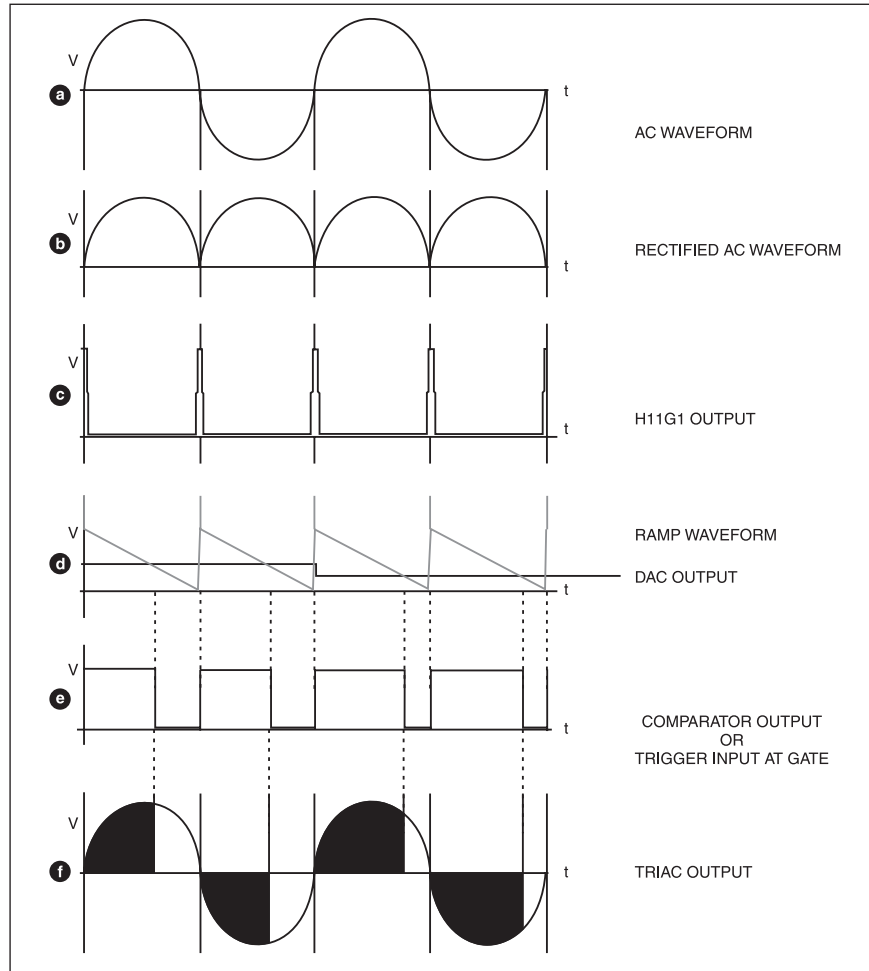 V
a
t
AC WAVEFORM
V
b
t
RECTIFIED AC WAVEFORM
V
c
t
H11G1 OUTPUT
V
RAMP WAVEFORM
d
DAC OUTPUT
t
V
e
t
COMPARATOR OUTPUT
OR
TRIGGER INPUT AT GATE
V
f
t
TRIAC OUTPUT